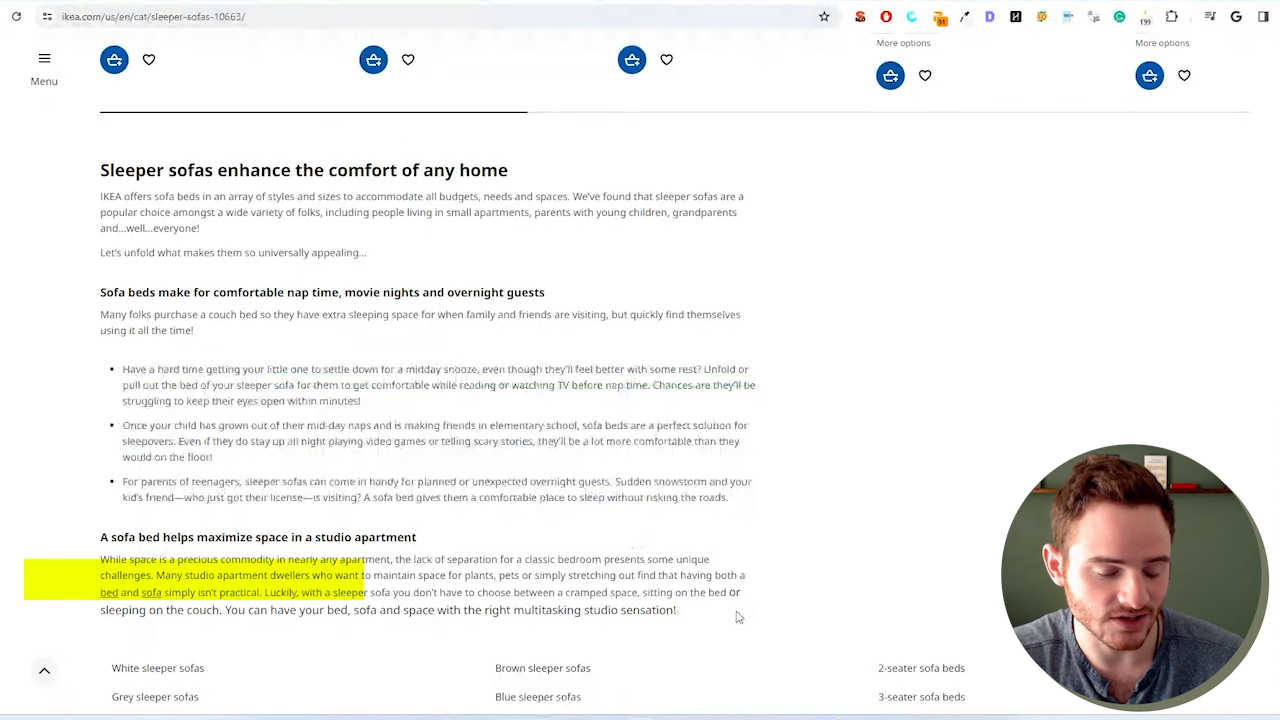 ikea.com/us/en/cat/sleeper-sofas-10663/
91
199
More options
More options
Menu
Sleeper sofas enhance the comfort of any home
IKEA offers sofa beds in an array of styles and sizes to accommodate all budgets, needs and spaces. We've found that sleeper sofas are a
popular choice amongst a wide variety of folks, including people living in small apartments, parents with young children, grandparents
and...well...everyone!
Let's unfold what makes them so universally appealing...
Sofa beds make for comfortable nap time, movie nights and overnight guests
Many folks purchase a couch bed so they have extra sleeping space for when family and friends are visiting, but quickly find themselves
using it all the time!
Have a hard time getting your little one to settle down for a midday snooze, even though they'll feel better with some rest? Unfold or
pull out the bed of your sleeper sofa for them to get comfortable while reading or watching TV before nap time. Chances are they'll be
struggling to keep their eyes open within minutes!
Once your child has grown out of their mid-day naps and is making friends in elementary school, sofa beds are a perfect solution for
sleepovers. Even if they do stay up all night playing video games or telling scary stories, they'll be a lot more comfortable than they
would on the floor!
For parents of teenagers, sleeper sofas can come in handy for planned or unexpected overnight guests. Sudden snowstorm and your
kid's friend—who just got their license—is visiting? A sofa bed gives them a comfortable place to sleep without risking the roads.
A sofa bed helps maximize space in a studio apartment
While space is a precious commodity in nearly any apartment, the lack of separation for a classic bedroom presents some unique
challenges. Many studio apartment dwellers who want to maintain space for plants, pets or simply stretching out find that having both a
bed and sofa simply isn't practical. Luckily, with a sleeper sofa you don't have to choose between a cramped space, sitting on the bed or
sleeping on the couch. You can have your bed, sofa and space with the right multitasking studio sensation!
White sleeper sofas
Brown sleeper sofas
2-seater sofa beds
Grey sleeper sofas
Blue sleeper sofas
3-seater sofa beds